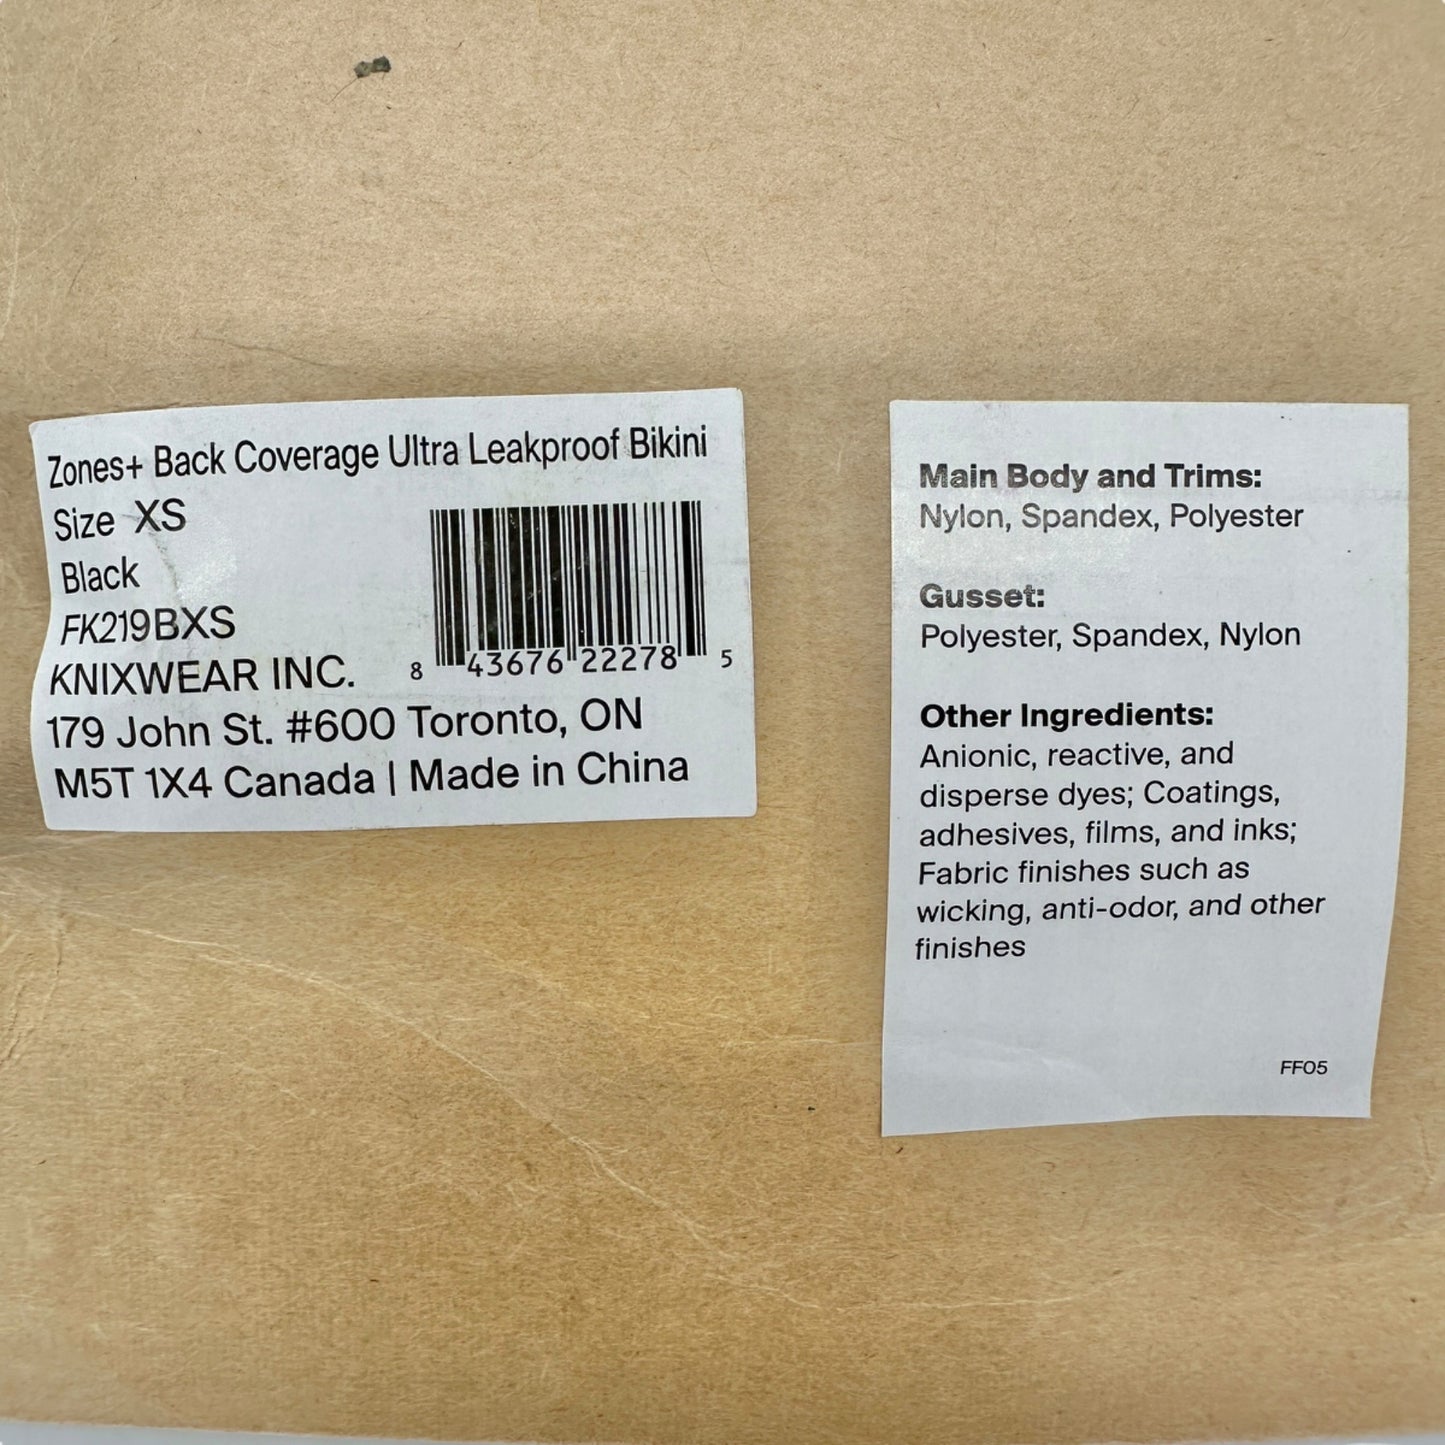 Zones+ Back Coverage Ultra Leakproof Bikini
Size XS
Black
FK219BXS
KNIXWEAR INC.
8 43676 22278 5
179 John St. #600 Toronto, ON
M5T 1X4 Canada | Made in China
Main Body and Trims:
Nylon, Spandex, Polyester
Gusset:
Polyester, Spandex, Nylon
Other Ingredients:
Anionic, reactive, and
disperse dyes; Coatings,
adhesives, films, and inks;
Fabric finishes such as
wicking, anti-odor, and other
finishes
FF05